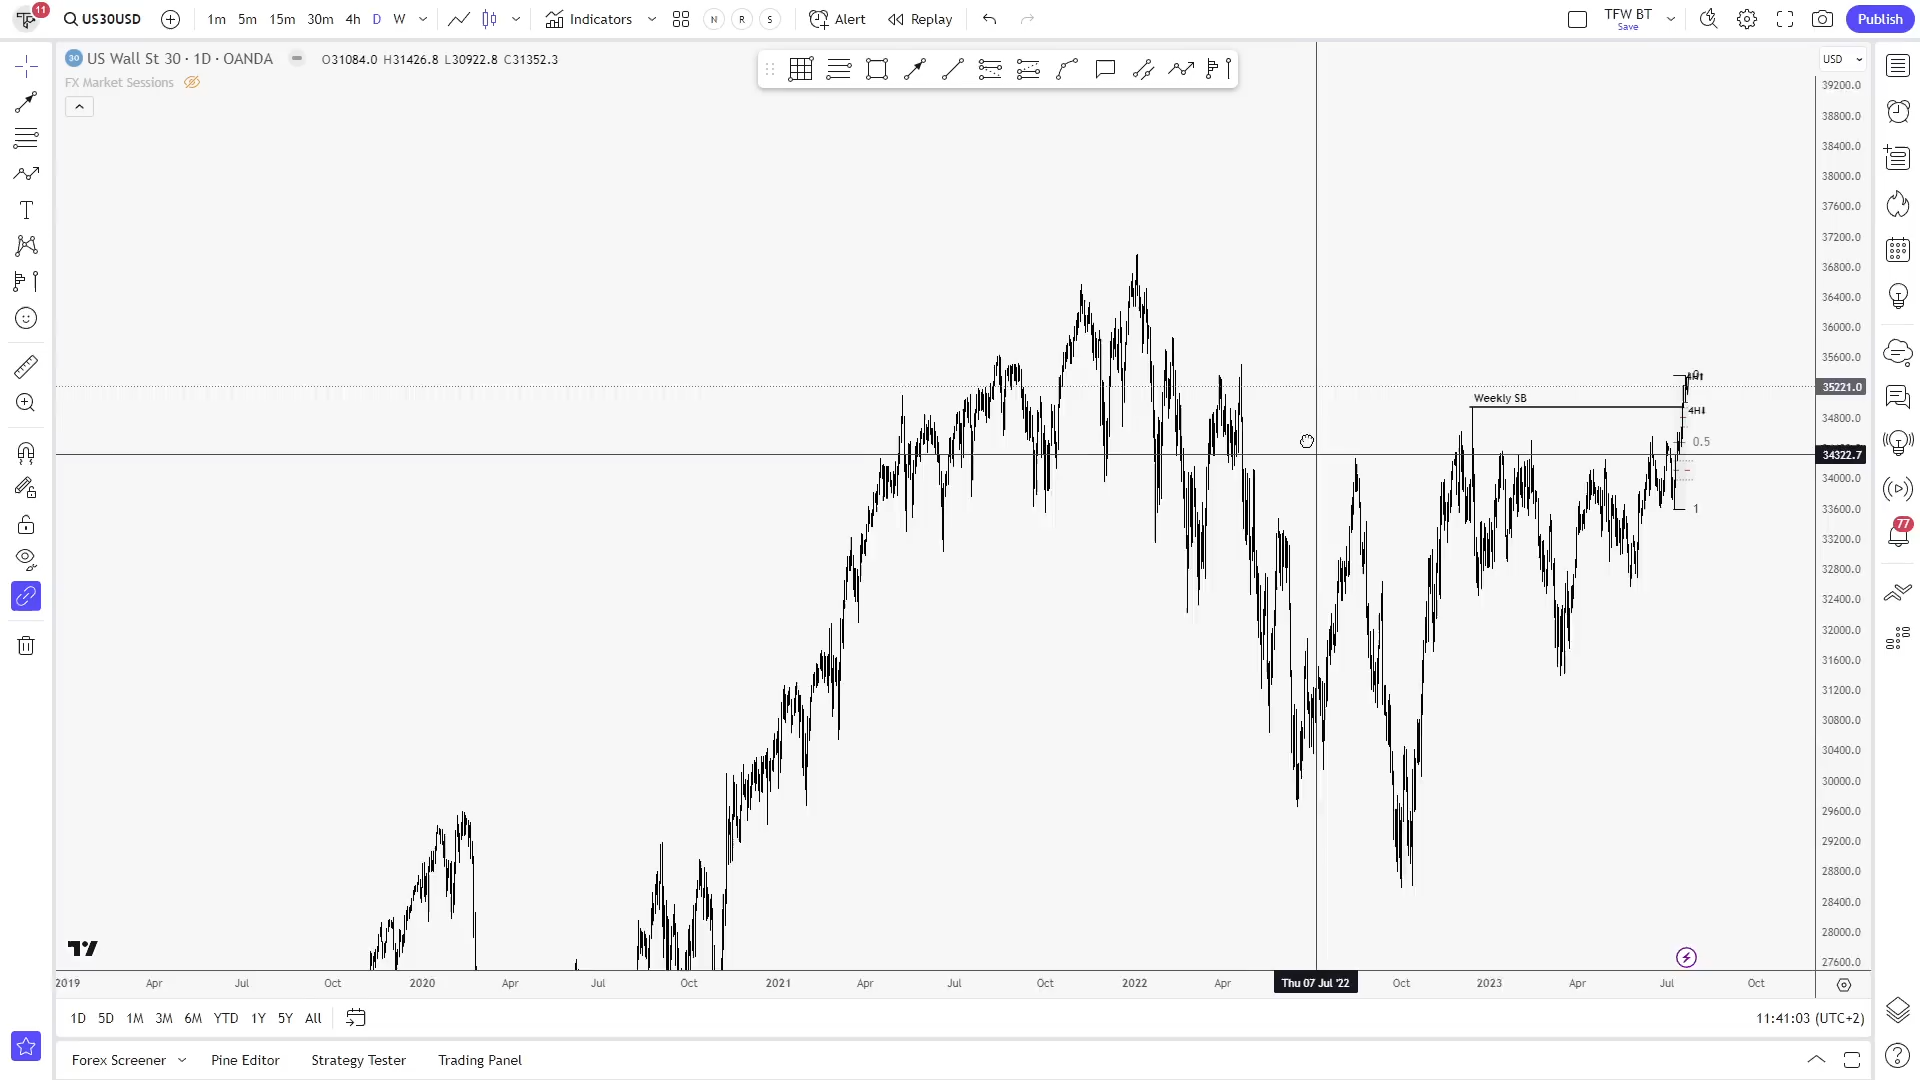 11
US30USD
1m 5m 15m 30m 4h D W
Indicators
N R S
Alert
Replay
TFW BT
Save
Publish
30 US Wall St 30 · 1D · OANDA O31084.0 H31426.8 L30922.8 C31352.3
FX Market Sessions
USD
39200.0
38800.0
38400.0
38000.0
37600.0
37200.0
36800.0
36400.0
36000.0
35600.0
35221.0
34800.0
34322.7
34000.0
33600.0
33200.0
32800.0
32400.0
32000.0
31600.0
31200.0
30800.0
30400.0
30000.0
29600.0
29200.0
28800.0
28400.0
28000.0
27600.0
Weekly SB
0.5
1
77
2019 Apr Jul Oct 2020 Apr Jul Oct 2021 Apr Jul Oct 2022 Apr Thu 07 Jul '22 Oct 2023 Apr Jul Oct
1D 5D 1M 3M 6M YTD 1Y 5Y All
11:41:03 (UTC+2)
Forex Screener Pine Editor Strategy Tester Trading Panel